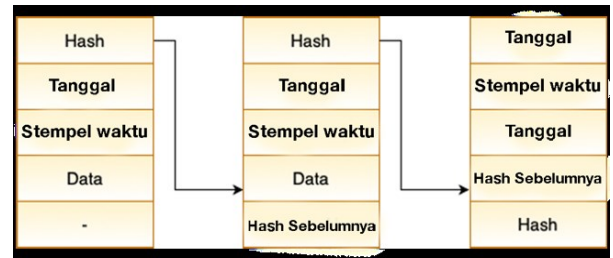 Hash
Tanggal
Stempel waktu
Data
-
Hash
Tanggal
Stempel waktu
Data
Hash Sebelumnya
Tanggal
Stempel waktu
Tanggal
Hash Sebelumnya
Hash